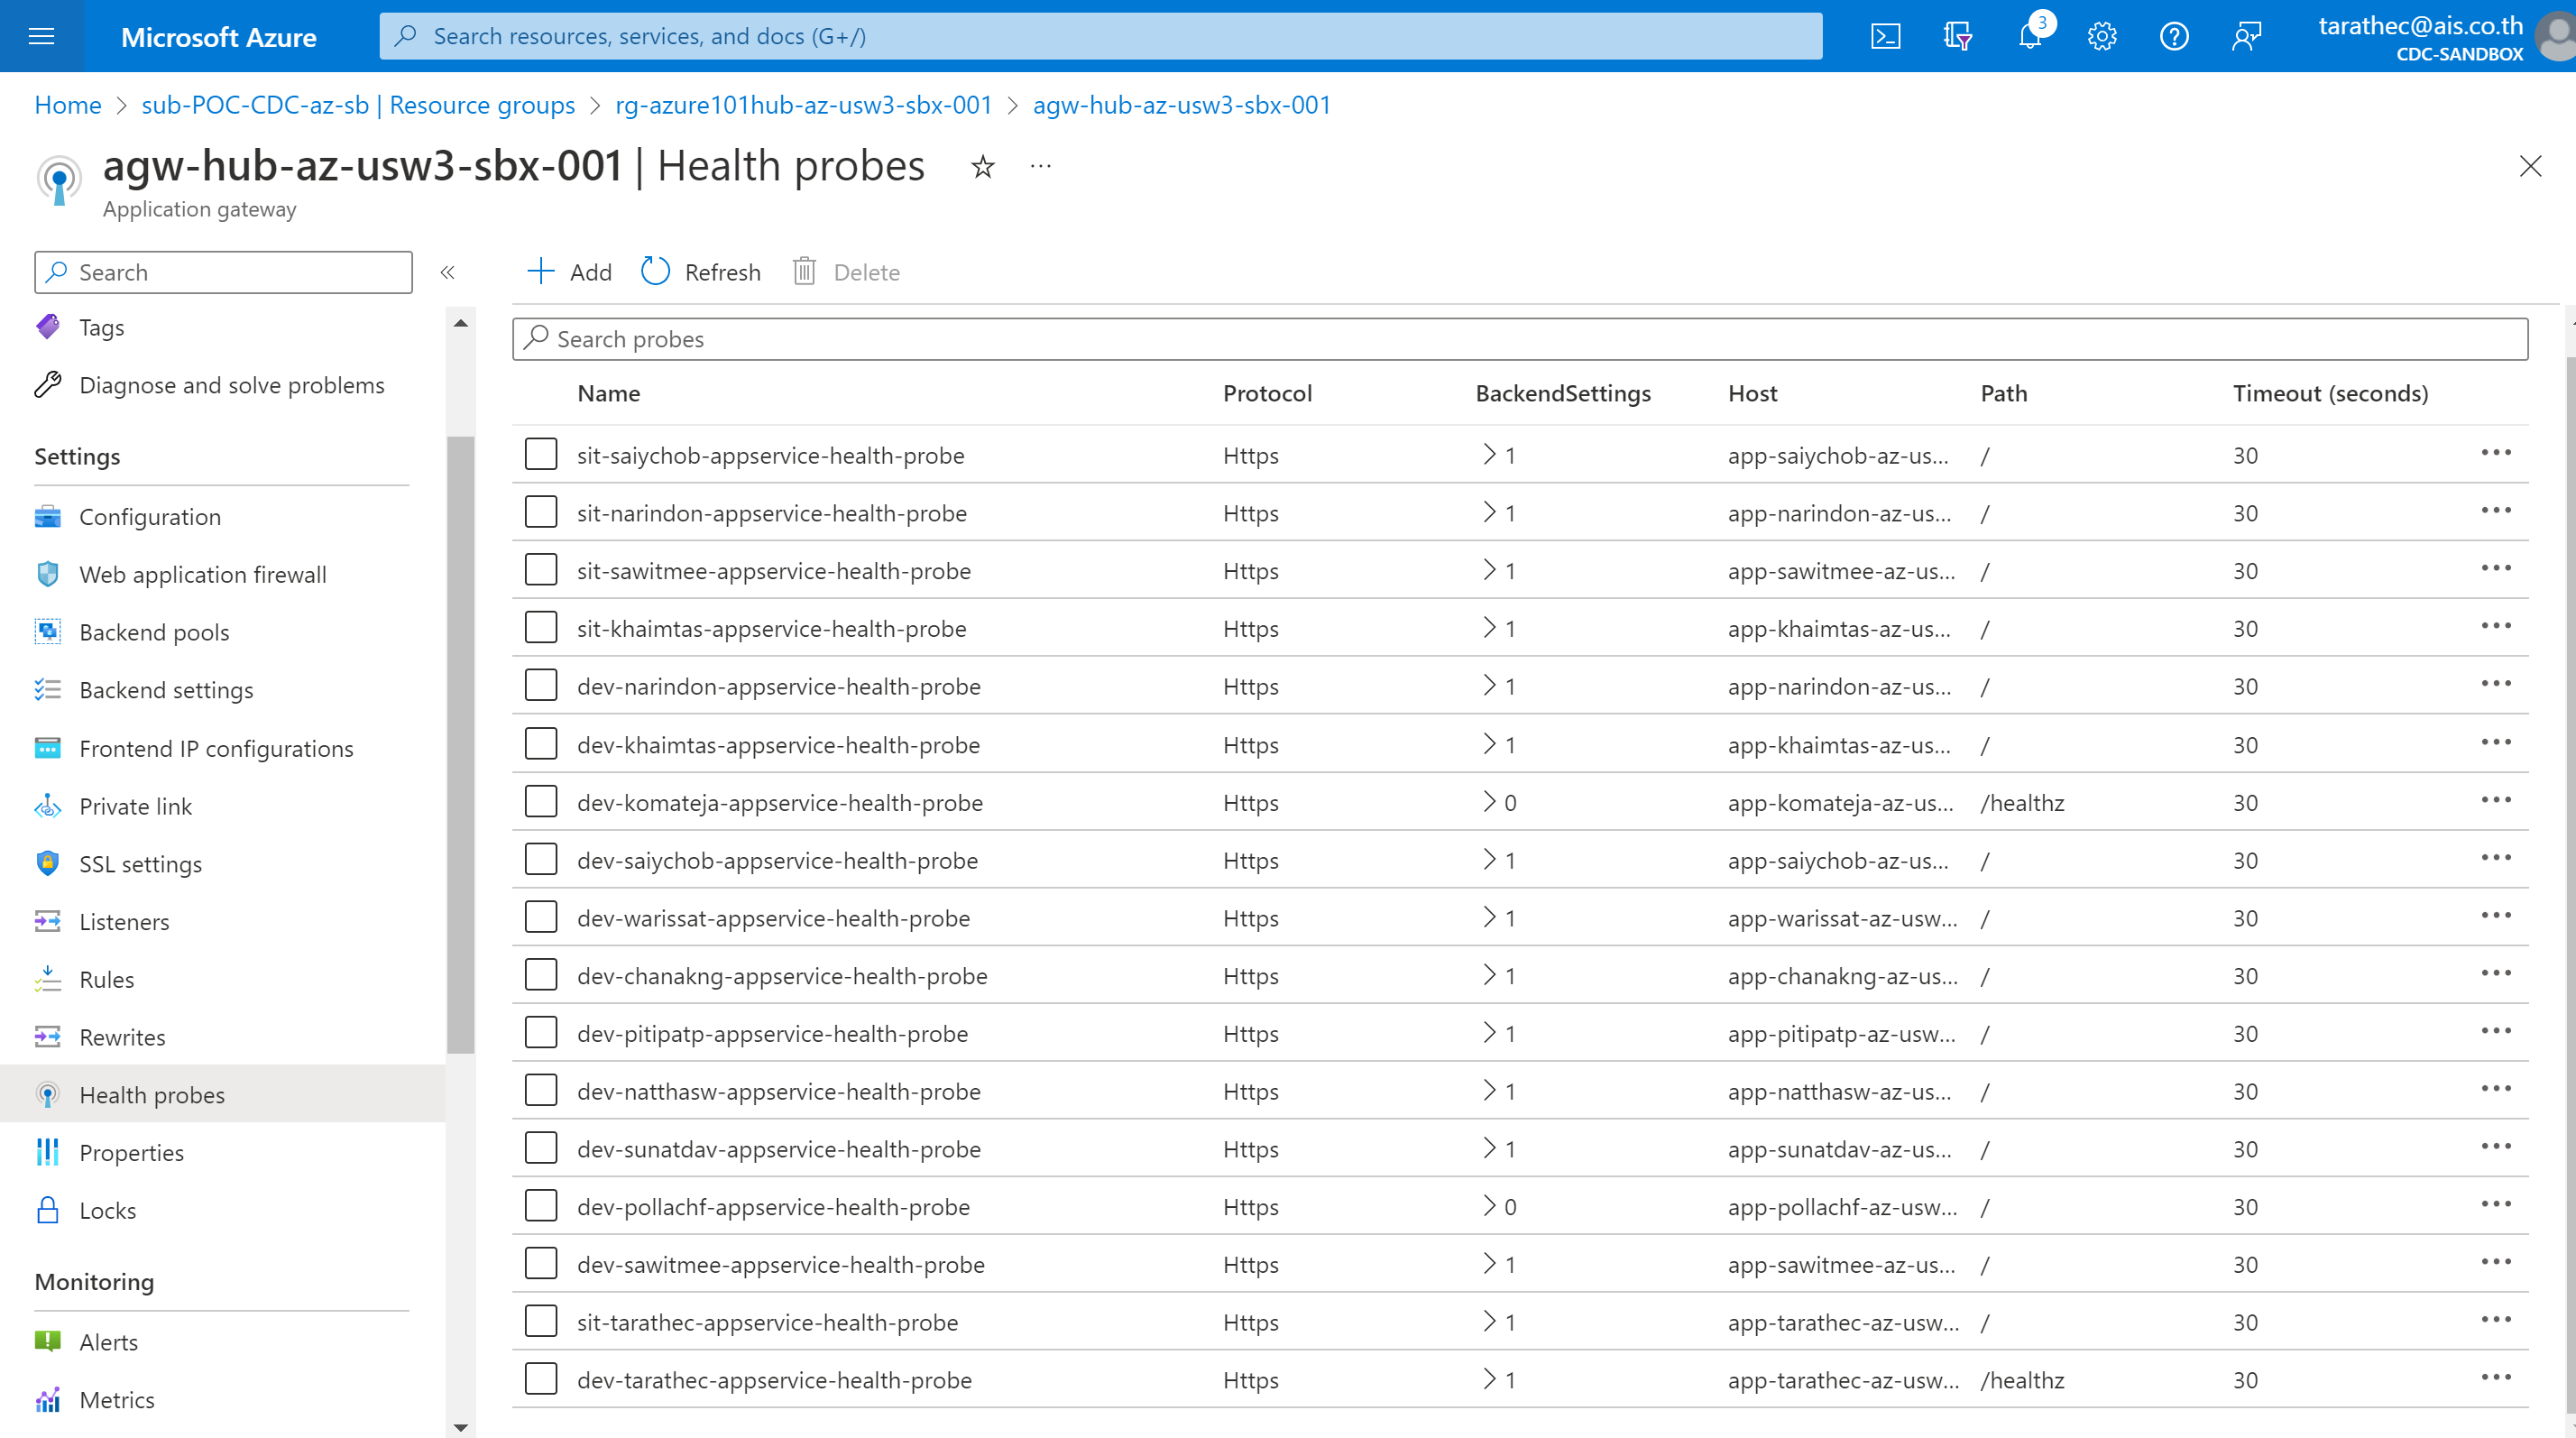 Microsoft Azure
Search resources, services, and docs (G+/)
3
tarathec@ais.co.th
CDC-SANDBOX
Home > sub-POC-CDC-az-sb | Resource groups > rg-azure101hub-az-usw3-sbx-001 > agw-hub-az-usw3-sbx-001
agw-hub-az-usw3-sbx-001 | Health probes
Application gateway
Search
Tags
Diagnose and solve problems
Settings
Configuration
Web application firewall
Backend pools
Backend settings
Frontend IP configurations
Private link
SSL settings
Listeners
Rules
Rewrites
Health probes
Properties
Locks
Monitoring
Alerts
Metrics
Add Refresh Delete
Search probes
Name Protocol BackendSettings Host Path Timeout (seconds)
sit-saiychob-appservice-health-probe Https 1 app-saiychob-az-us... / 30
sit-narindon-appservice-health-probe Https 1 app-narindon-az-us... / 30
sit-sawitmee-appservice-health-probe Https 1 app-sawitmee-az-us... / 30
sit-khaimtas-appservice-health-probe Https 1 app-khaimtas-az-us... / 30
dev-narindon-appservice-health-probe Https 1 app-narindon-az-us... / 30
dev-khaimtas-appservice-health-probe Https 1 app-khaimtas-az-us... / 30
dev-komateja-appservice-health-probe Https 0 app-komateja-az-us... /healthz 30
dev-saiychob-appservice-health-probe Https 1 app-saiychob-az-us... / 30
dev-warissat-appservice-health-probe Https 1 app-warissat-az-usw... / 30
dev-chanakng-appservice-health-probe Https 1 app-chanakng-az-us... / 30
dev-pitipatp-appservice-health-probe Https 1 app-pitipatp-az-usw... / 30
dev-natthasw-appservice-health-probe Https 1 app-natthasw-az-us... / 30
dev-sunatdav-appservice-health-probe Https 1 app-sunatdav-az-us... / 30
dev-pollachf-appservice-health-probe Https 0 app-pollachf-az-usw... / 30
dev-sawitmee-appservice-health-probe Https 1 app-sawitmee-az-us... / 30
sit-tarathec-appservice-health-probe Https 1 app-tarathec-az-usw... / 30
dev-tarathec-appservice-health-probe Https 1 app-tarathec-az-usw... /healthz 30